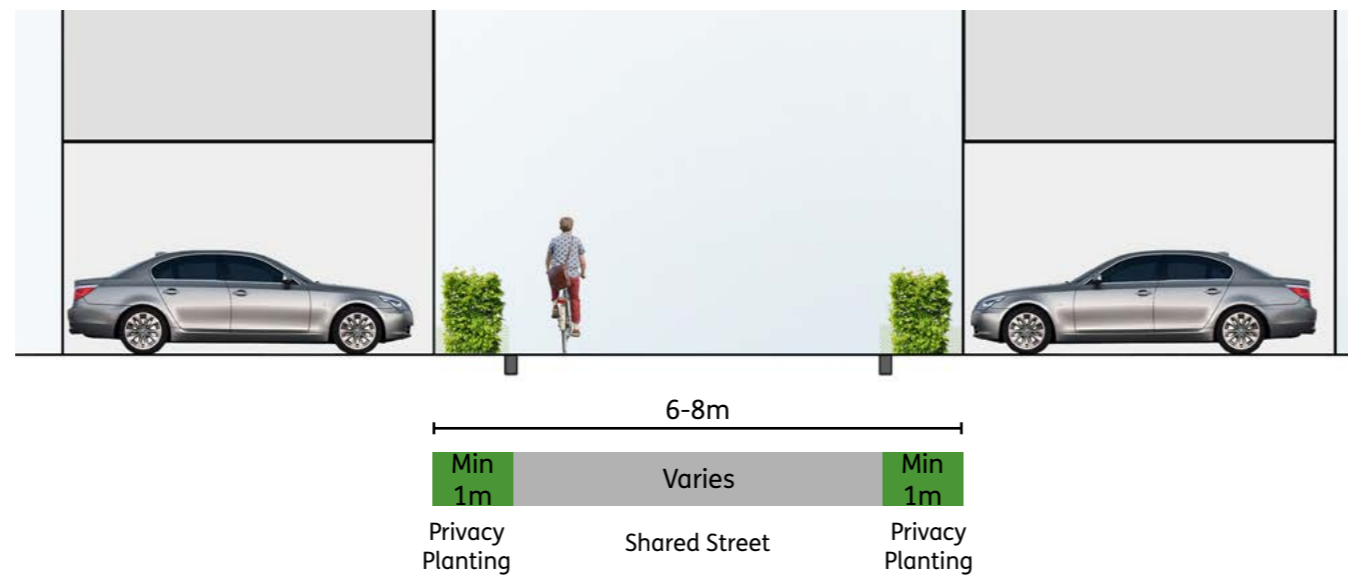 6-8m
Min
1m
Varies
Min
1m
Privacy
Planting
Shared Street
Privacy
Planting